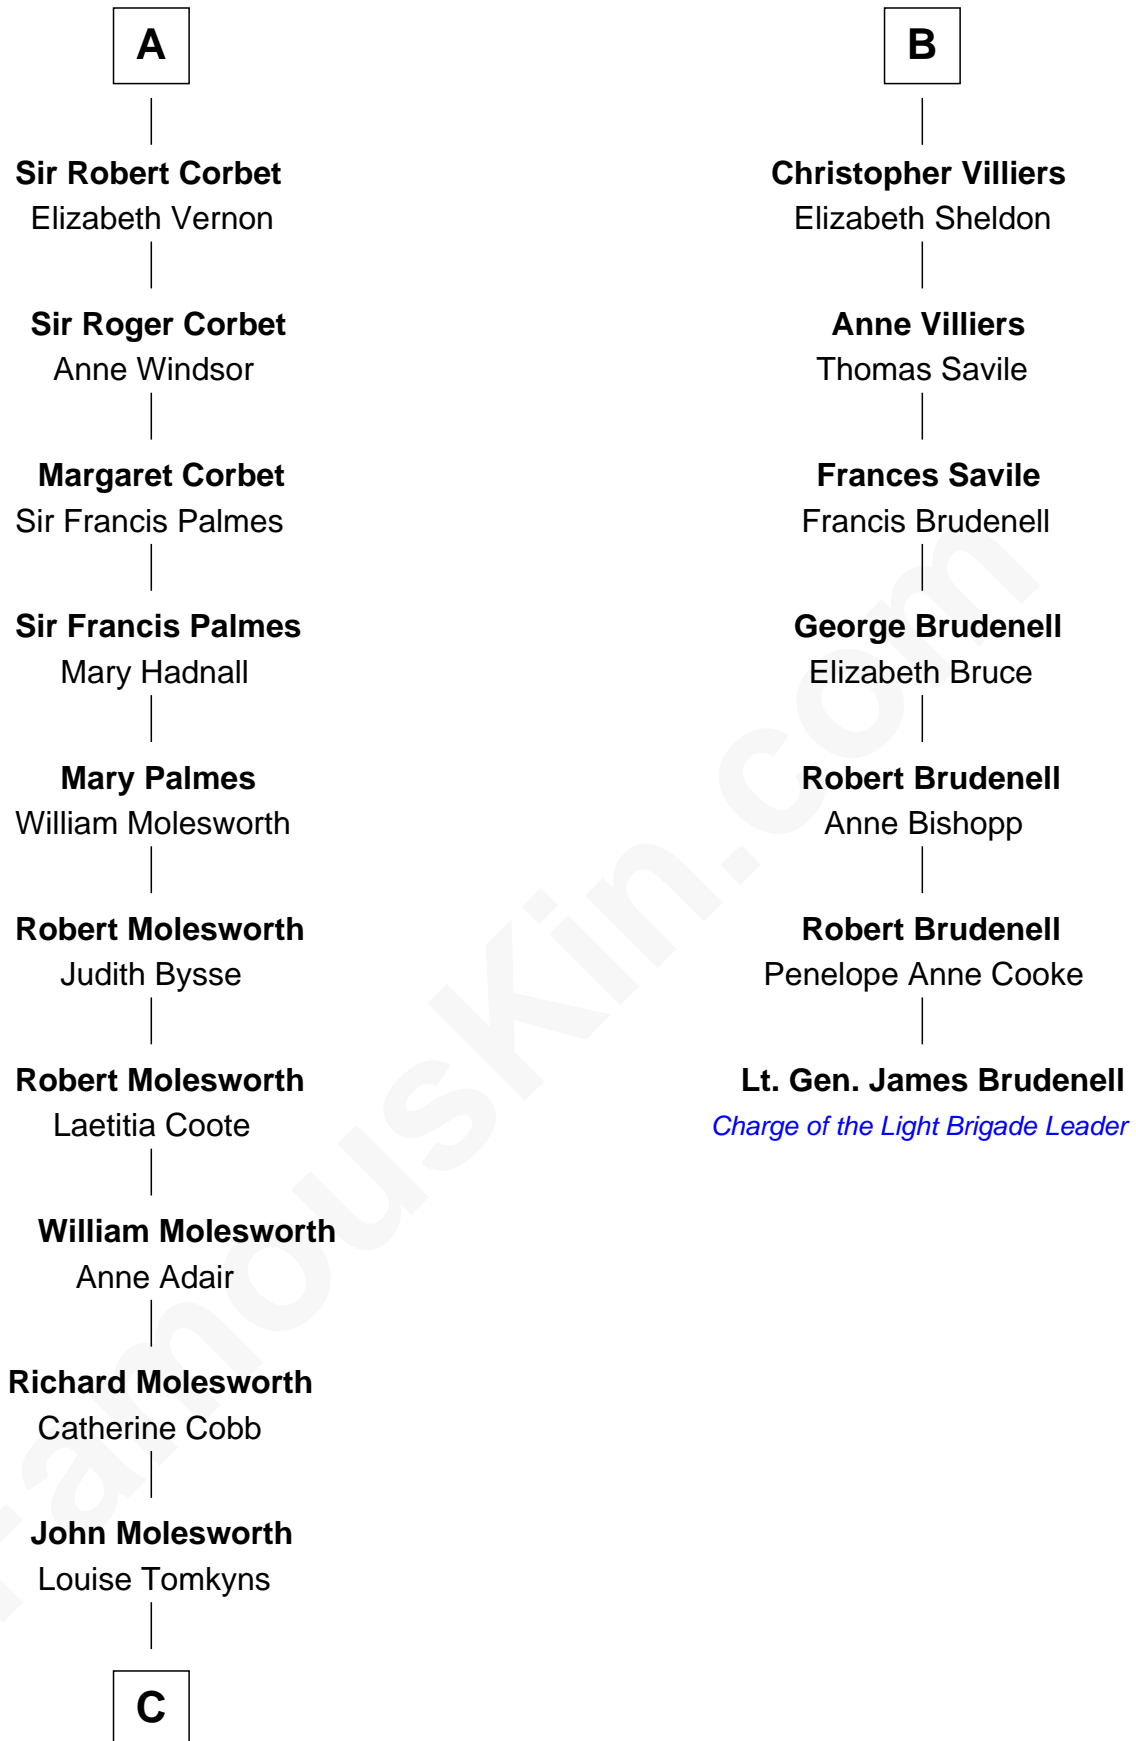 A
Sir Robert Corbet
Elizabeth Vernon
Sir Roger Corbet
Anne Windsor
Margaret Corbet
Sir Francis Palmes
Sir Francis Palmes
Mary Hadnall
Mary Palmes
William Molesworth
Robert Molesworth
Judith Bysse
Robert Molesworth
Laetitia Coote
William Molesworth
Anne Adair
Richard Molesworth
Catherine Cobb
John Molesworth
Louise Tomkyns
C
B
Christopher Villiers
Elizabeth Sheldon
Anne Villiers
Thomas Savile
Frances Savile
Francis Brudenell
George Brudenell
Elizabeth Bruce
Robert Brudenell
Anne Bishopp
Robert Brudenell
Penelope Anne Cooke
Lt. Gen. James Brudenell
Charge of the Light Brigade Leader
FamousKin.com